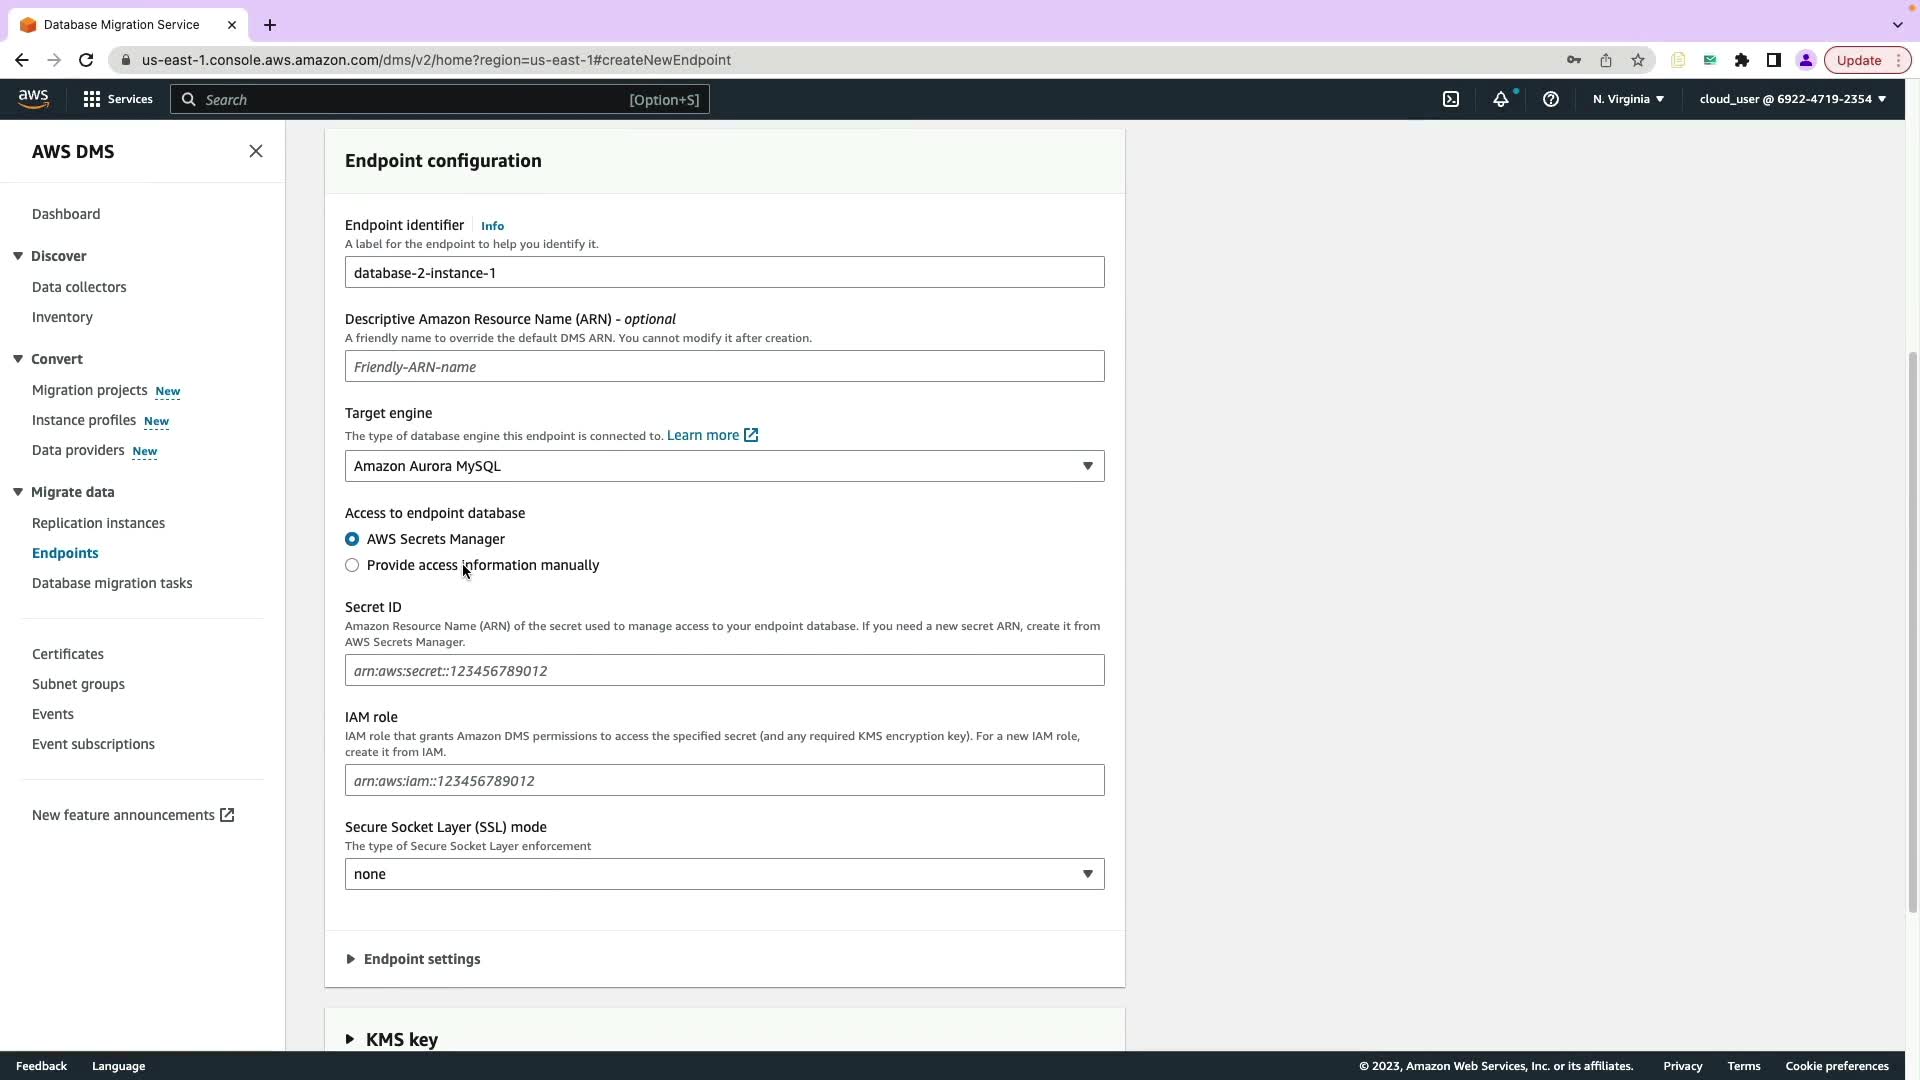 Database Migration Service
us-east-1.console.aws.amazon.com/dms/v2/home?region=us-east-1#createNewEndpoint
Update
aws
Services
Search
[Option+S]
N. Virginia
cloud_user @ 6922-4719-2354
AWS DMS
Dashboard
Discover
Data collectors
Inventory
Convert
Migration projects New
Instance profiles New
Data providers New
Migrate data
Replication instances
Endpoints
Database migration tasks
Certificates
Subnet groups
Events
Event subscriptions
New feature announcements
Endpoint configuration
Endpoint identifier Info
A label for the endpoint to help you identify it.
database-2-instance-1
Descriptive Amazon Resource Name (ARN) - optional
A friendly name to override the default DMS ARN. You cannot modify it after creation.
Friendly-ARN-name
Target engine
The type of database engine this endpoint is connected to. Learn more
Amazon Aurora MySQL
Access to endpoint database
AWS Secrets Manager
Provide access information manually
Secret ID
Amazon Resource Name (ARN) of the secret used to manage access to your endpoint database. If you need a new secret ARN, create it from
AWS Secrets Manager.
arn:aws:secret::123456789012
IAM role
IAM role that grants Amazon DMS permissions to access the specified secret (and any required KMS encryption key). For a new IAM role,
create it from IAM.
arn:aws:iam::123456789012
Secure Socket Layer (SSL) mode
The type of Secure Socket Layer enforcement
none
Endpoint settings
KMS key
Feedback
Language
© 2023, Amazon Web Services, Inc. or its affiliates.
Privacy
Terms
Cookie preferences